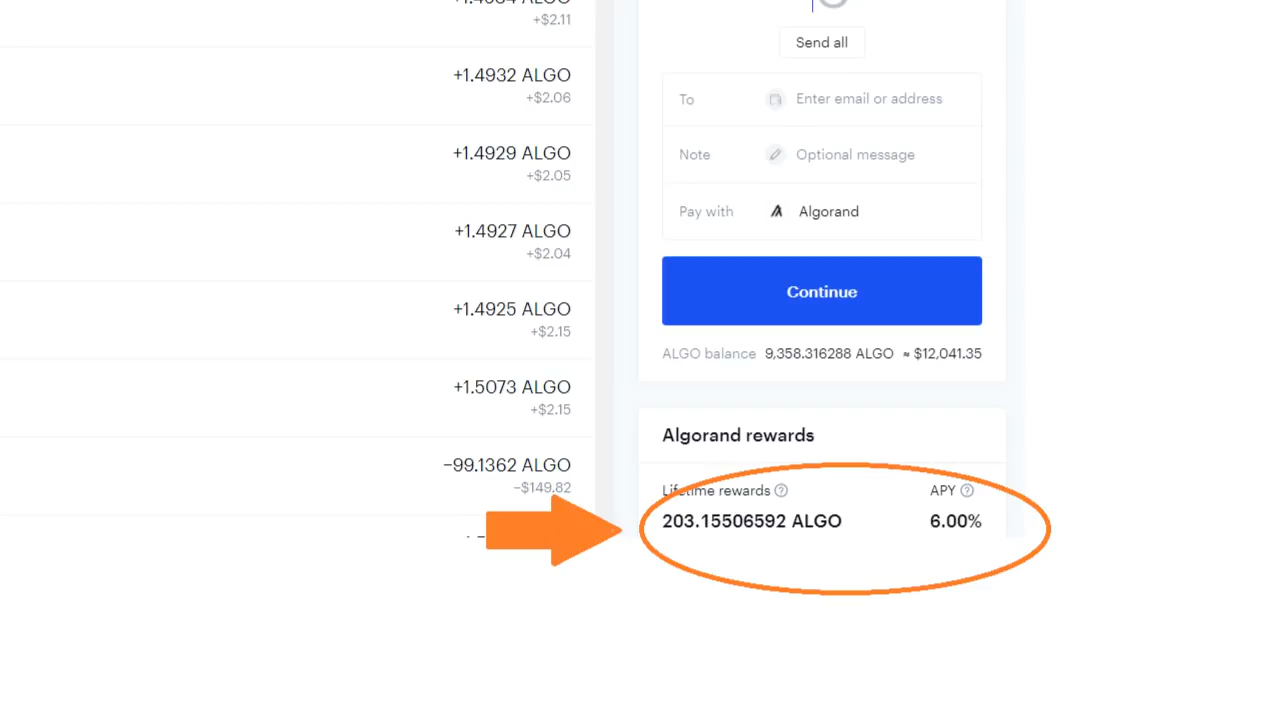 +$2.11
+1.4932 ALGO
+$2.06
+1.4929 ALGO
+$2.05
+1.4927 ALGO
+$2.04
+1.4925 ALGO
+$2.15
+1.5073 ALGO
+$2.15
-99.1362 ALGO
-$149.82
Send all
To Enter email or address
Note Optional message
Pay with Algorand
Continue
ALGO balance 9,358.316288 ALGO ≈ $12,041.35
Algorand rewards
Lifetime rewards ? APY ?
203.15506592 ALGO 6.00%